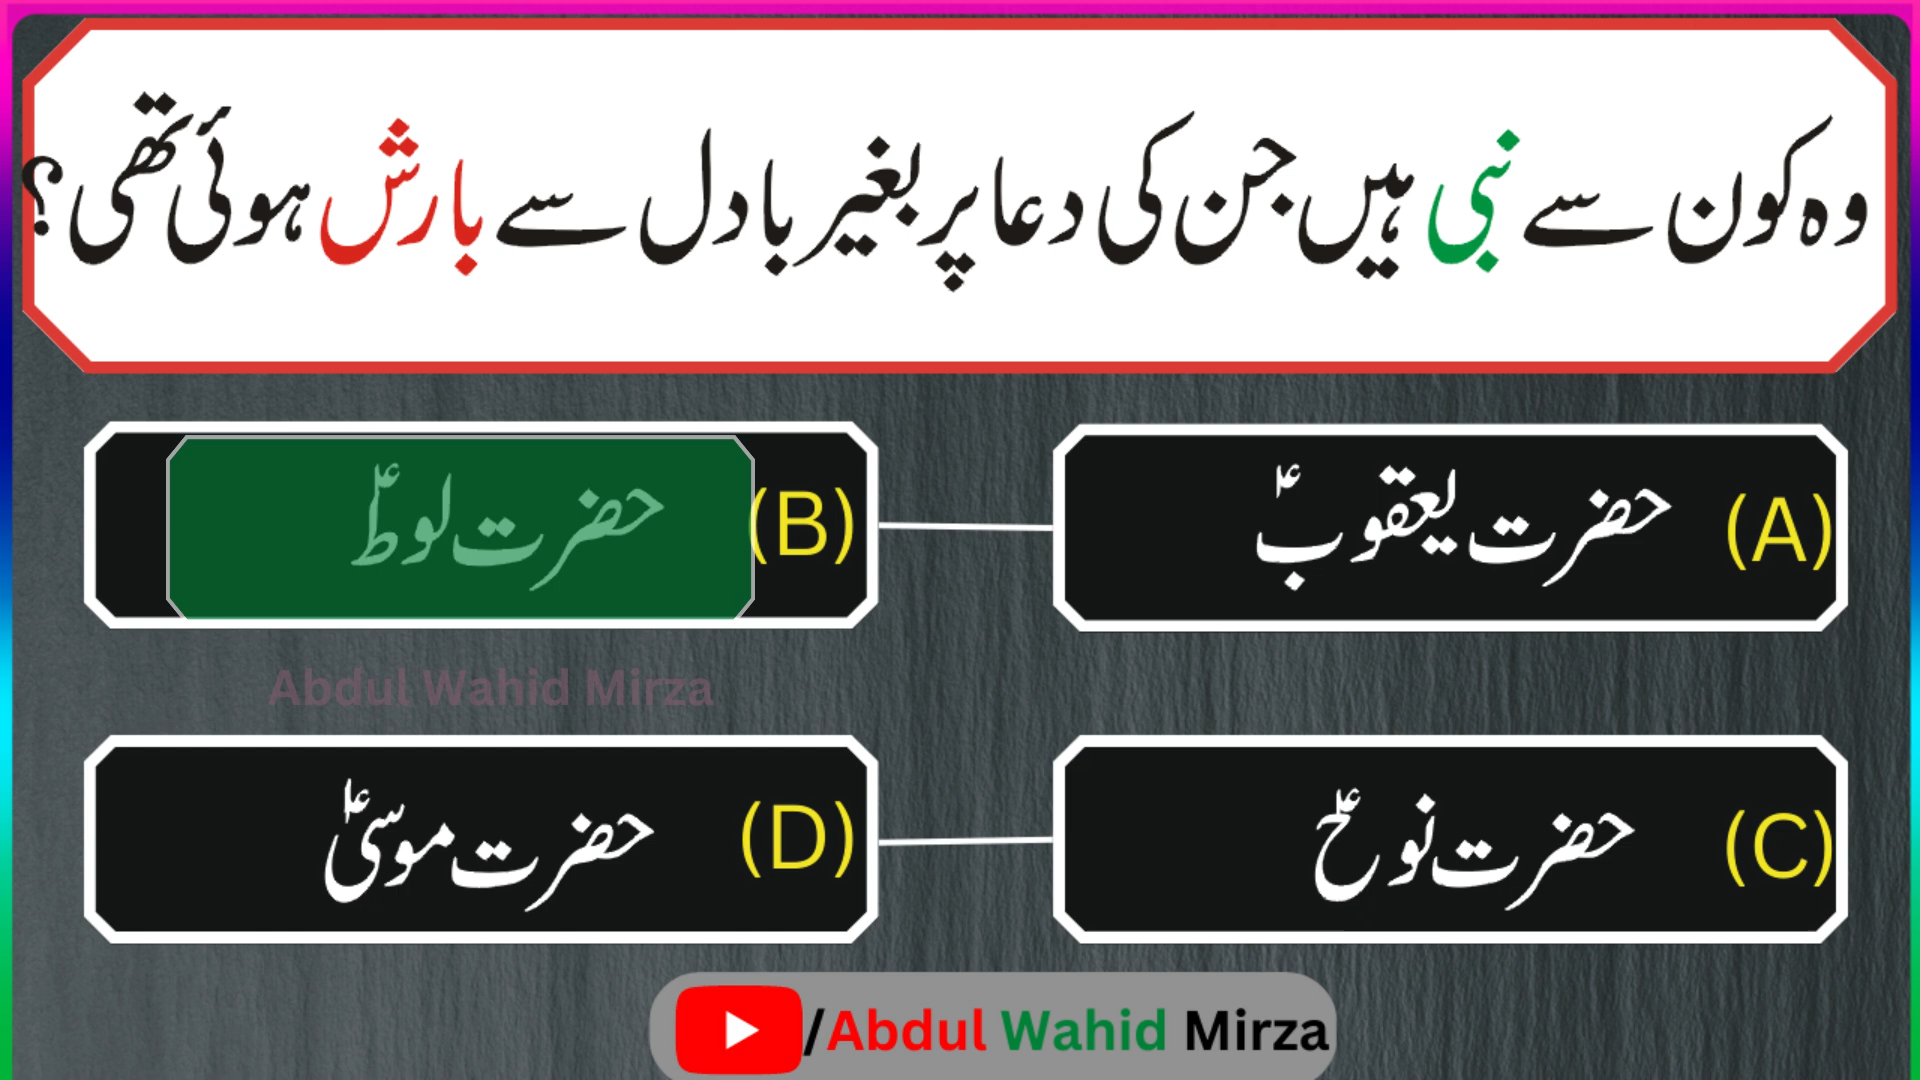 وہ کون سے نبی ہیں جن کی دعا پر بغیر بادل سے بارش ہوئی تھی؟
(A) حضرت یعقوبؑ
(B) حضرت لوطؑ
Abdul Wahid Mirza
(C) حضرت نوحؑ
(D) حضرت موسیٰؑ
/Abdul Wahid Mirza